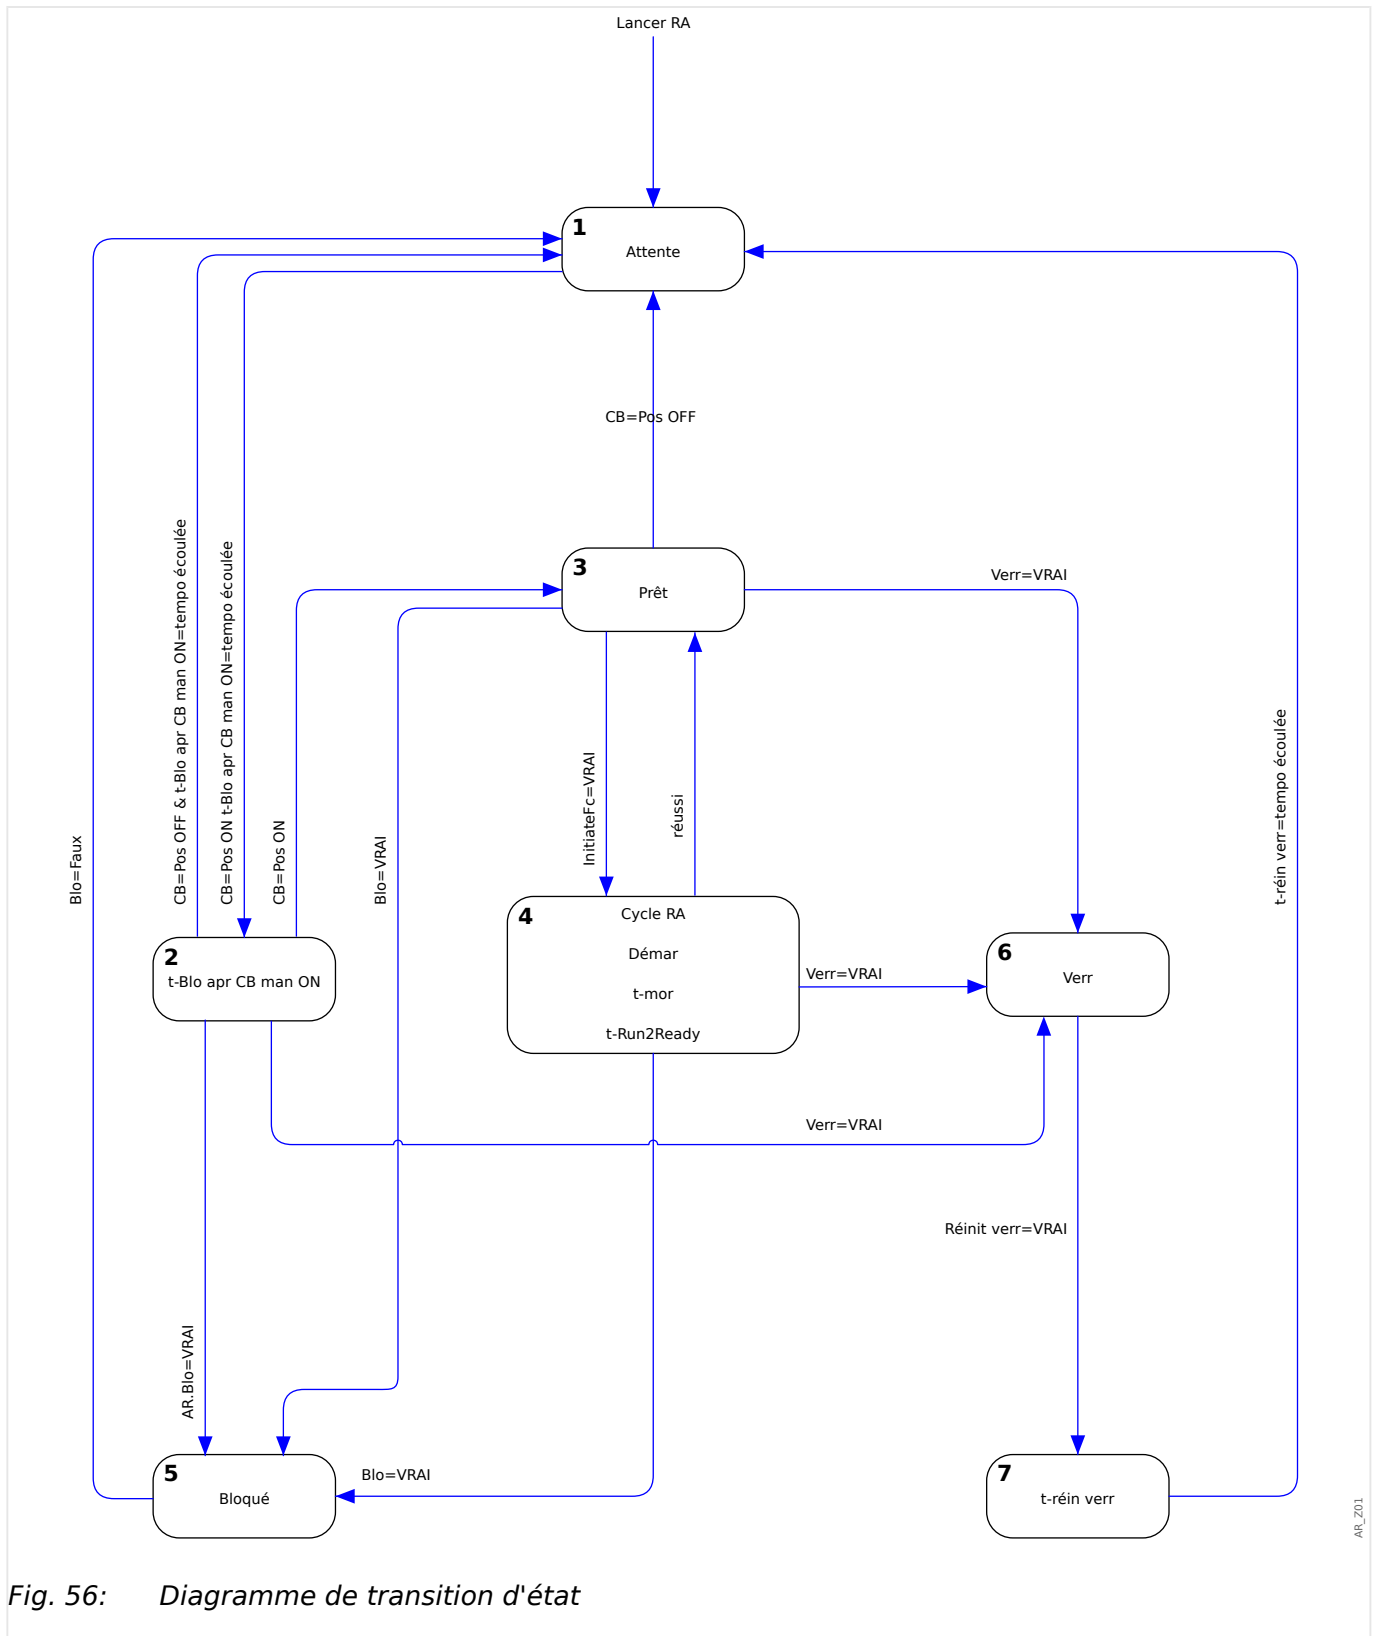 Lancer RA
1
Attente
CB=Pos OFF
3
Prêt
Verr=VRAI
CB=Pos OFF & t-Blo apr CB man ON=tempo écoulée
CB=Pos ON t-Blo apr CB man ON=tempo écoulée
CB=Pos ON
Blo=Faux
Blo=VRAI
InitiateFc=VRAI
réussi
t-réin verr=tempo écoulée
2
t-Blo apr CB man ON
4
Cycle RA
Démar
t-mor
t-Run2Ready
Verr=VRAI
6
Verr
Verr=VRAI
Réinit verr=VRAI
AR.Blo=VRAI
5
Bloqué
Blo=VRAI
7
t-réin verr
AR_Z01
Fig. 56: Diagramme de transition d'état